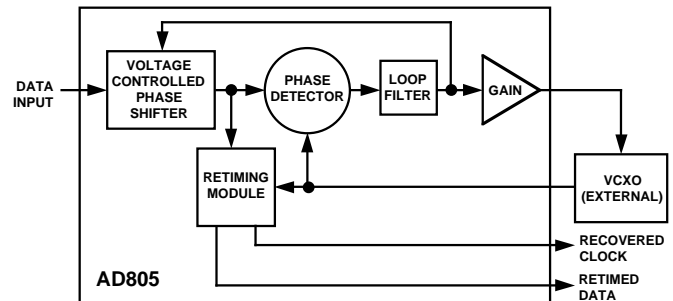 VOLTAGE
CONTROLLED
PHASE
SHIFTER
DATA
INPUT
PHASE
DETECTOR
LOOP
FILTER
GAIN
RETIMING
MODULE
VCXO
(EXTERNAL)
RECOVERED
CLOCK
RETIMED
DATA
AD805